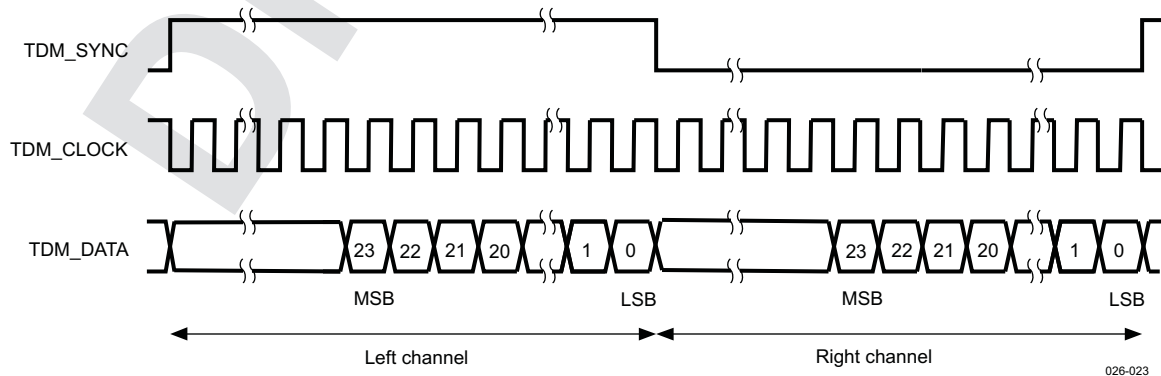 TDM_SYNC
TDM_CLOCK
TDM_DATA 23 22 21 20 1 0 23 22 21 20 1 0
MSB LSB MSB LSB
Left channel Right channel
026-023